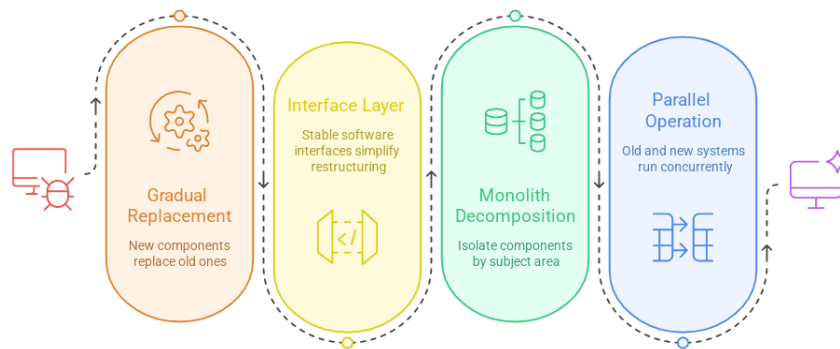 Gradual
Replacement
New components
replace old ones
Interface Layer
Stable software
interfaces simplify
restructuring
</>
Monolith
Decomposition
Isolate components
by subject area
Parallel
Operation
Old and new systems
run concurrently